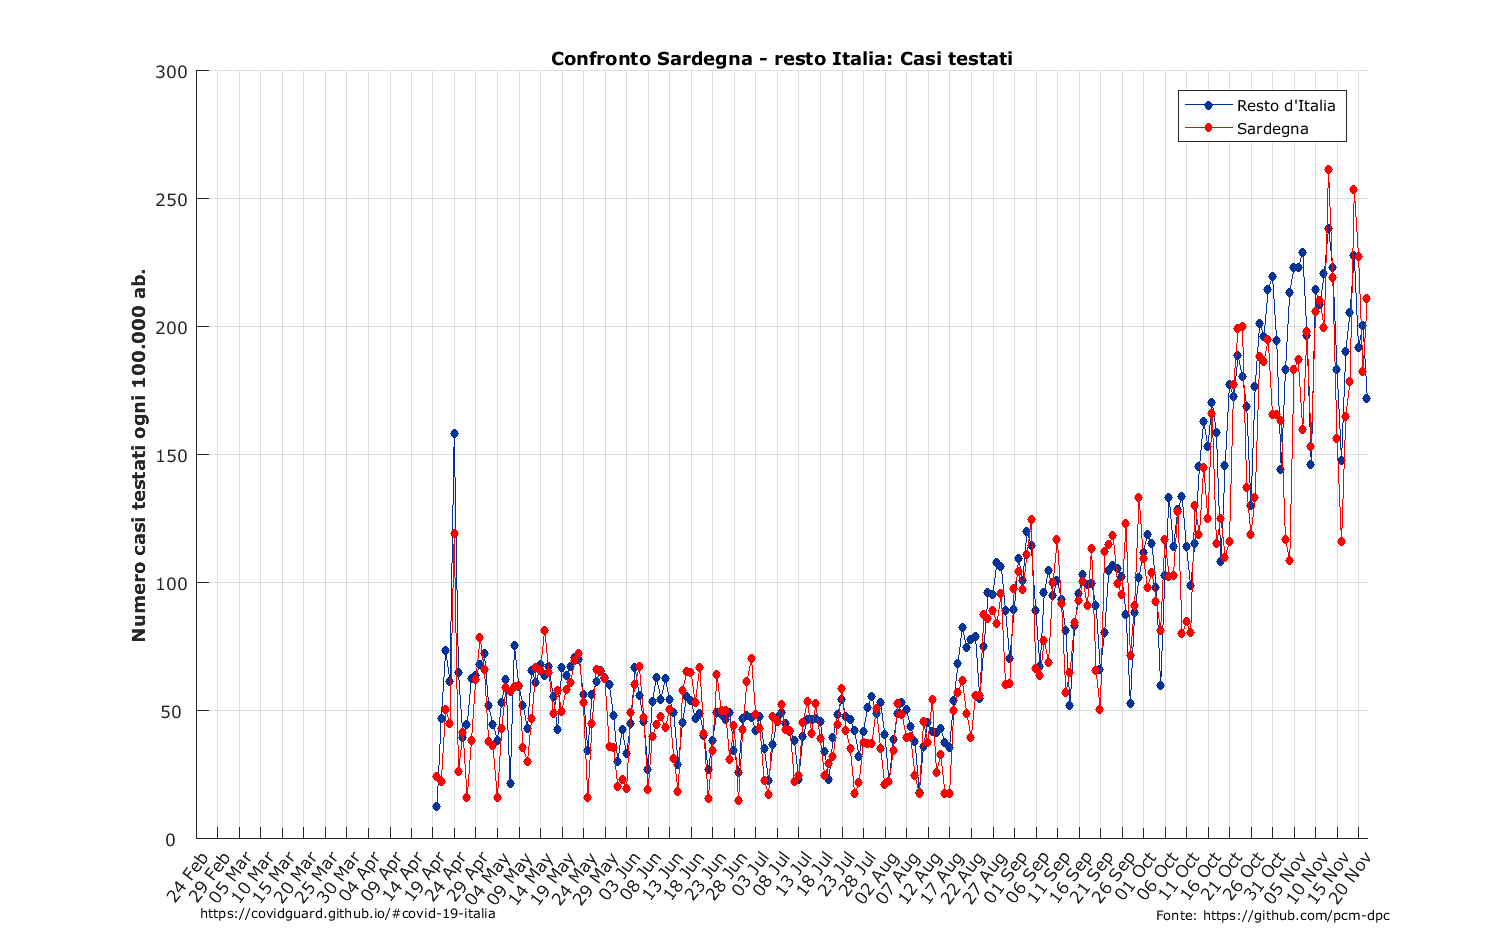 Confronto Sardegna - resto Italia: Casi testati
Resto d'Italia
Sardegna
Numero casi testati ogni 100.000 ab.
300
250
200
150
100
50
0
24 Feb
29 Feb
05 Mar
10 Mar
15 Mar
20 Mar
25 Mar
30 Mar
04 Apr
09 Apr
14 Apr
19 Apr
24 Apr
29 Apr
04 May
09 May
14 May
19 May
24 May
29 May
03 Jun
08 Jun
13 Jun
18 Jun
23 Jun
28 Jun
03 Jul
08 Jul
13 Jul
18 Jul
23 Jul
28 Jul
02 Aug
07 Aug
12 Aug
17 Aug
22 Aug
27 Aug
01 Sep
06 Sep
11 Sep
16 Sep
21 Sep
26 Sep
01 Oct
06 Oct
11 Oct
16 Oct
21 Oct
26 Oct
31 Oct
05 Nov
10 Nov
15 Nov
20 Nov
https://covidguard.github.io/#covid-19-italia
Fonte: https://github.com/pcm-dpc